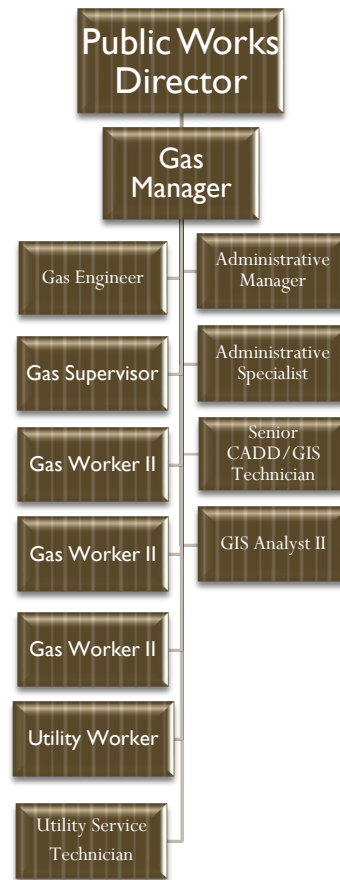 Public Works
Director
Gas
Manager
Gas Engineer
Administrative
Manager
Gas Supervisor
Administrative
Specialist
Gas Worker II
Senior
CADD/GIS
Technician
Gas Worker II
GIS Analyst II
Gas Worker II
Utility Worker
Utility Service
Technician